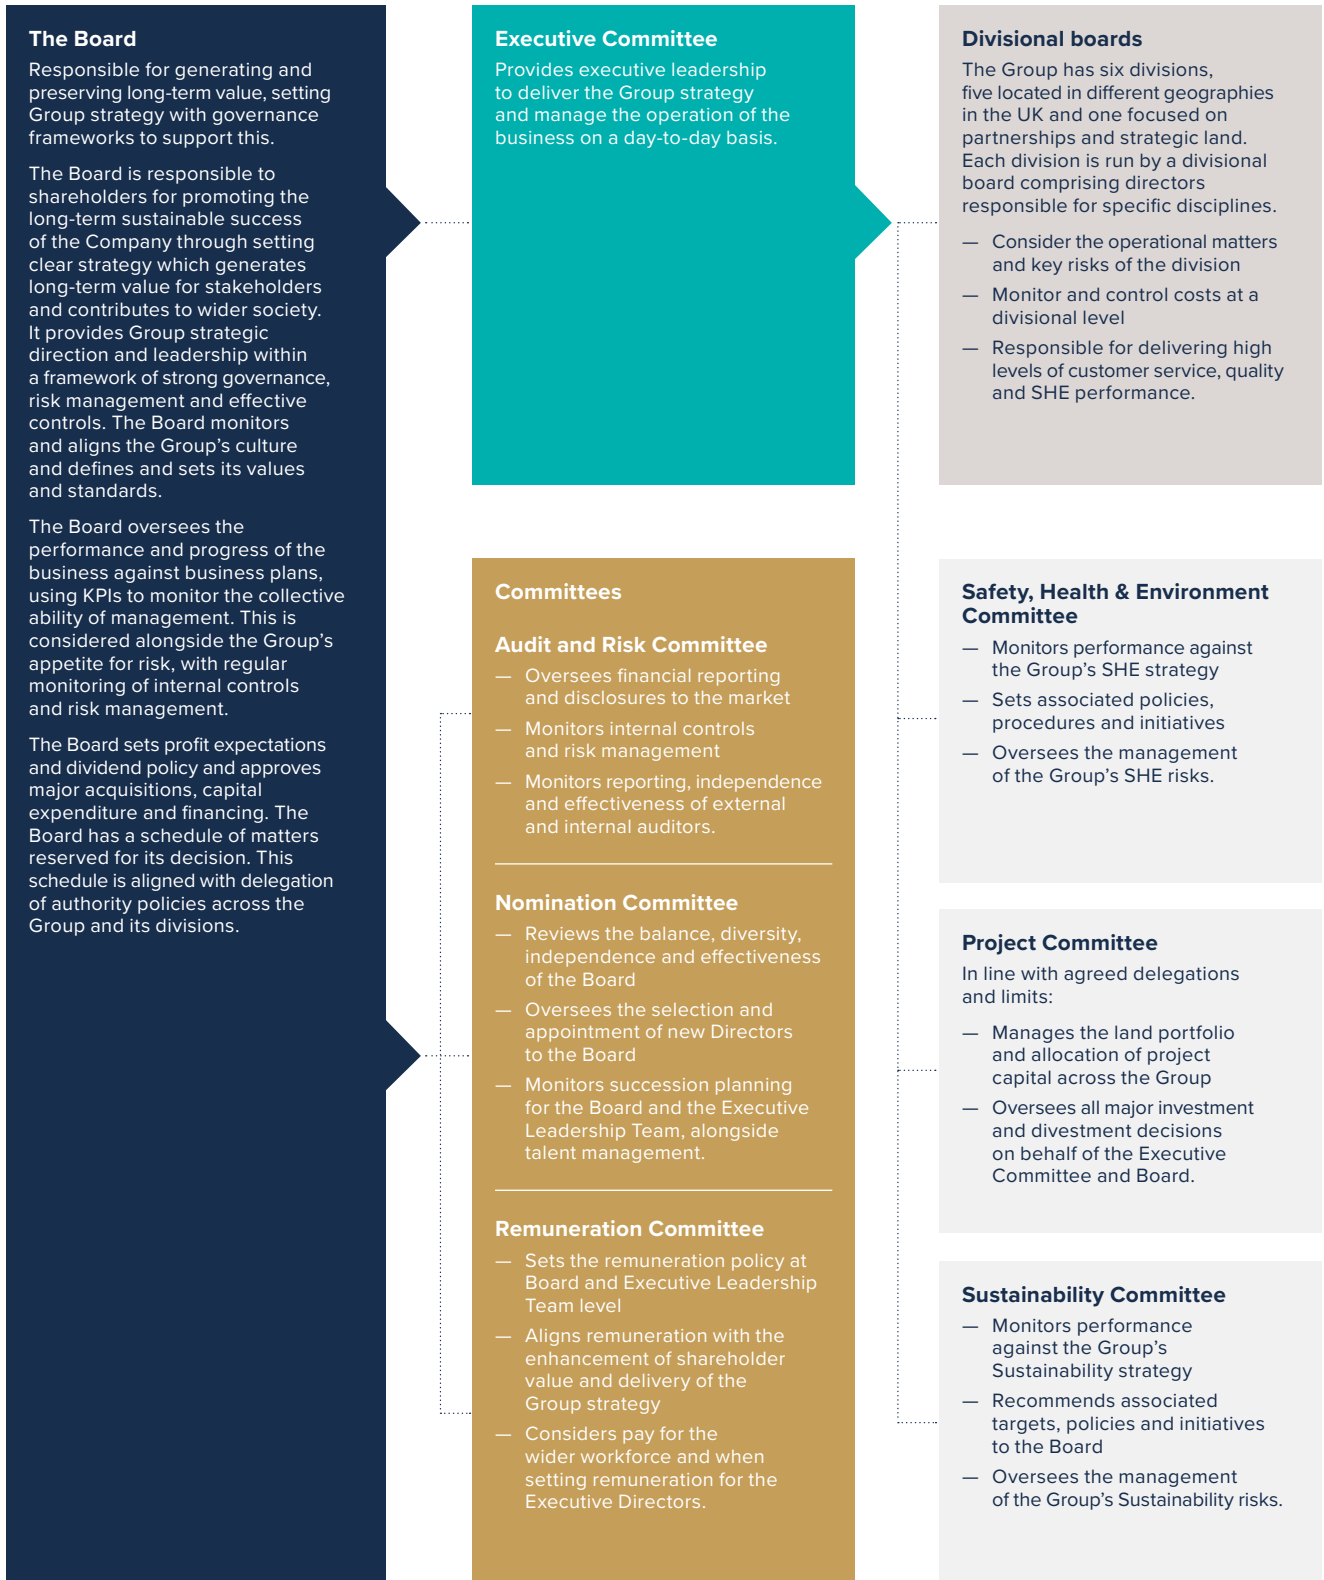 The Board
Responsible for generating and
preserving long-term value, setting
Group strategy with governance
frameworks to support this.
The Board is responsible to
shareholders for promoting the
long-term sustainable success
of the Company through setting
clear strategy which generates
long-term value for stakeholders
and contributes to wider society.
It provides Group strategic
direction and leadership within
a framework of strong governance,
risk management and effective
controls. The Board monitors
and aligns the Group’s culture
and defines and sets its values
and standards.
The Board oversees the
performance and progress of the
business against business plans,
using KPIs to monitor the collective
ability of management. This is
considered alongside the Group’s
appetite for risk, with regular
monitoring of internal controls
and risk management.
The Board sets profit expectations
and dividend policy and approves
major acquisitions, capital
expenditure and financing. The
Board has a schedule of matters
reserved for its decision. This
schedule is aligned with delegation
of authority policies across the
Group and its divisions.
Executive Committee
Provides executive leadership
to deliver the Group strategy
and manage the operation of the
business on a day-to-day basis.
Committees
Audit and Risk Committee
— Oversees financial reporting
and disclosures to the market
— Monitors internal controls
and risk management
— Monitors reporting, independence
and effectiveness of external
and internal auditors.
Nomination Committee
— Reviews the balance, diversity,
independence and effectiveness
of the Board
— Oversees the selection and
appointment of new Directors
to the Board
— Monitors succession planning
for the Board and the Executive
Leadership Team, alongside
talent management.
Remuneration Committee
— Sets the remuneration policy at
Board and Executive Leadership
Team level
— Aligns remuneration with the
enhancement of shareholder
value and delivery of the
Group strategy
— Considers pay for the
wider workforce and when
setting remuneration for the
Executive Directors.
Divisional boards
The Group has six divisions,
five located in different geographies
in the UK and one focused on
partnerships and strategic land.
Each division is run by a divisional
board comprising directors
responsible for specific disciplines.
— Consider the operational matters
and key risks of the division
— Monitor and control costs at a
divisional level
— Responsible for delivering high
levels of customer service, quality
and SHE performance.
Safety, Health & Environment
Committee
— Monitors performance against
the Group’s SHE strategy
— Sets associated policies,
procedures and initiatives
— Oversees the management
of the Group’s SHE risks.
Project Committee
In line with agreed delegations
and limits:
— Manages the land portfolio
and allocation of project
capital across the Group
— Oversees all major investment
and divestment decisions
on behalf of the Executive
Committee and Board.
Sustainability Committee
— Monitors performance
against the Group’s
Sustainability strategy
— Recommends associated
targets, policies and initiatives
to the Board
— Oversees the management
of the Group’s Sustainability risks.